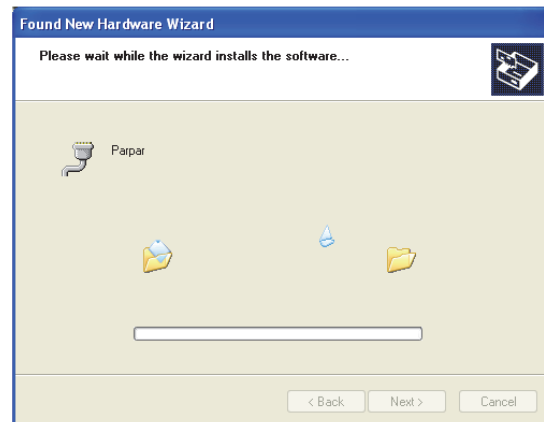 Found New Hardware Wizard
Please wait while the wizard installs the software...
Parpar
< Back
Next >
Cancel